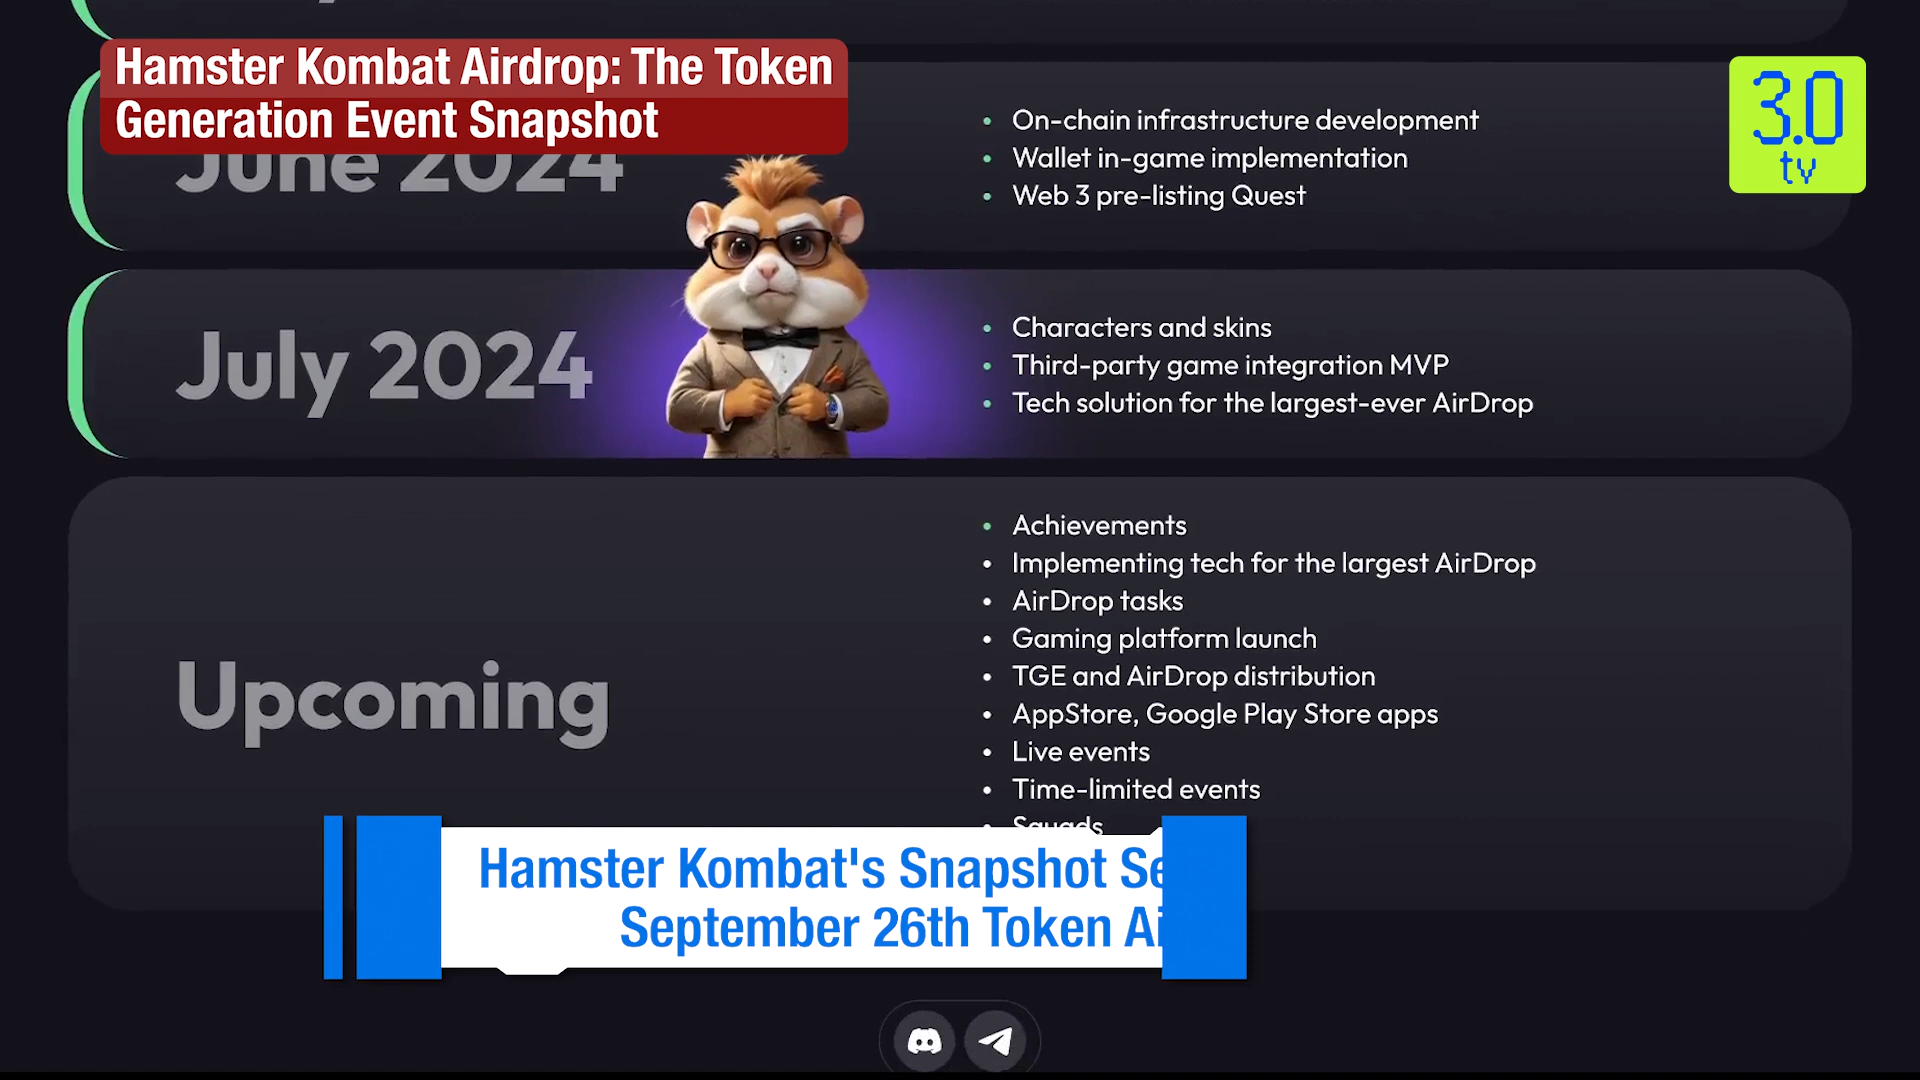 Hamster Kombat Airdrop: The Token
Generation Event Snapshot
3.0
tv
June 2024
• On-chain infrastructure development
• Wallet in-game implementation
• Web 3 pre-listing Quest
July 2024
• Characters and skins
• Third-party game integration MVP
• Tech solution for the largest-ever AirDrop
Upcoming
• Achievements
• Implementing tech for the largest AirDrop
• AirDrop tasks
• Gaming platform launch
• TGE and AirDrop distribution
• AppStore, Google Play Store apps
• Live events
• Time-limited events
• Squads
Hamster Kombat's Snapshot
September 26th Token